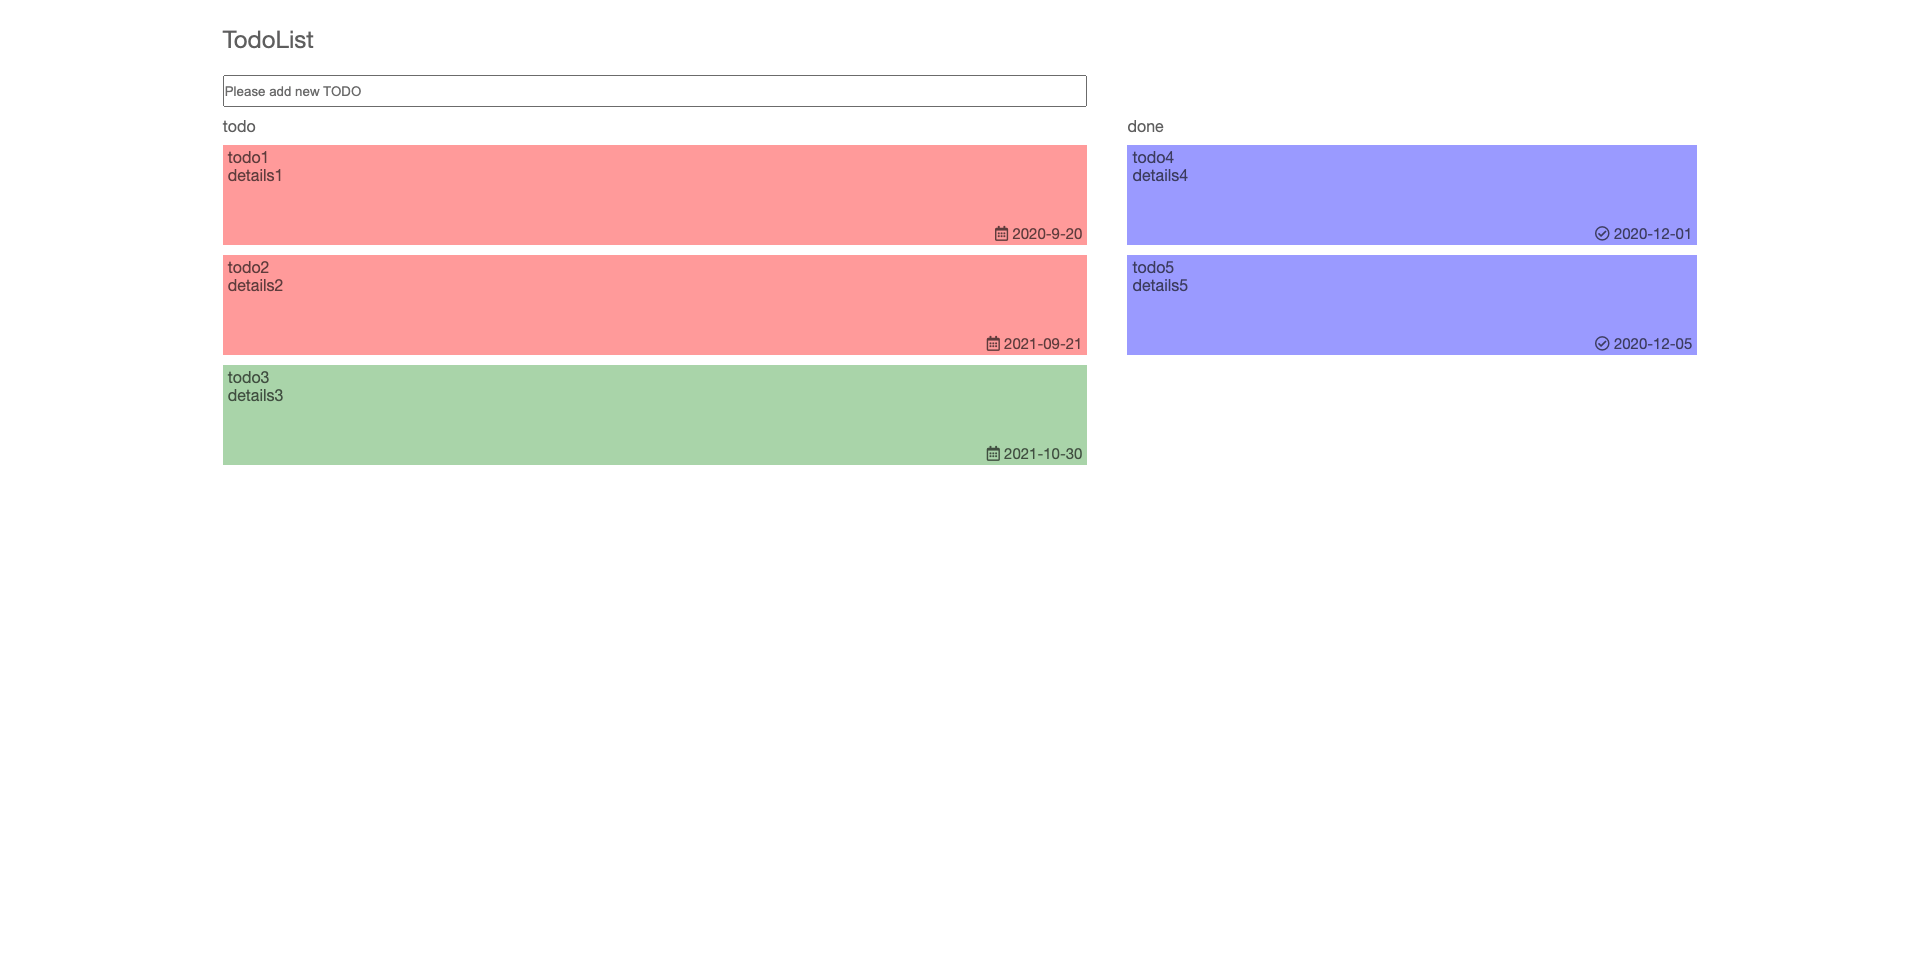 TodoList
Please add new TODO
todo
todo1
details1
2020-9-20
todo2
details2
2021-09-21
todo3
details3
2021-10-30
done
todo4
details4
2020-12-01
todo5
details5
2020-12-05